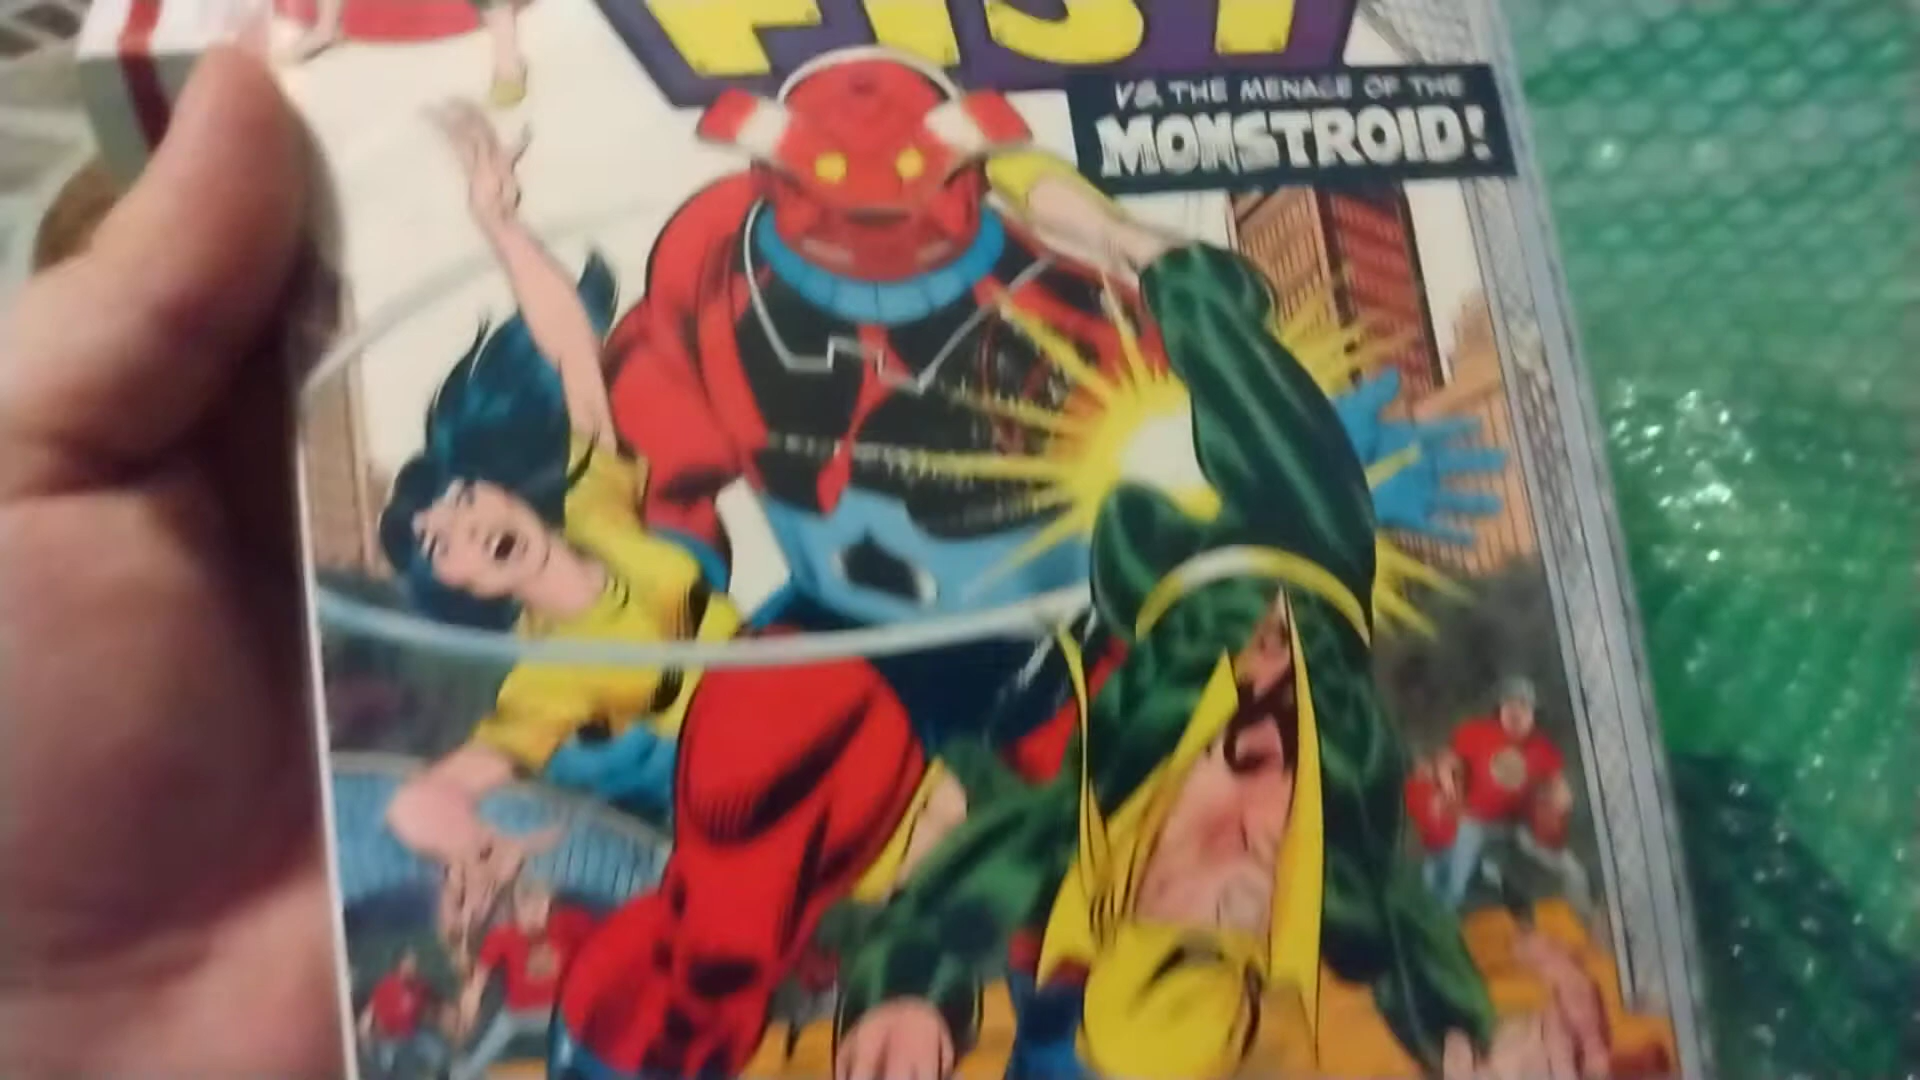 FIST
VS. THE MENACE OF THE
MONSTROID!